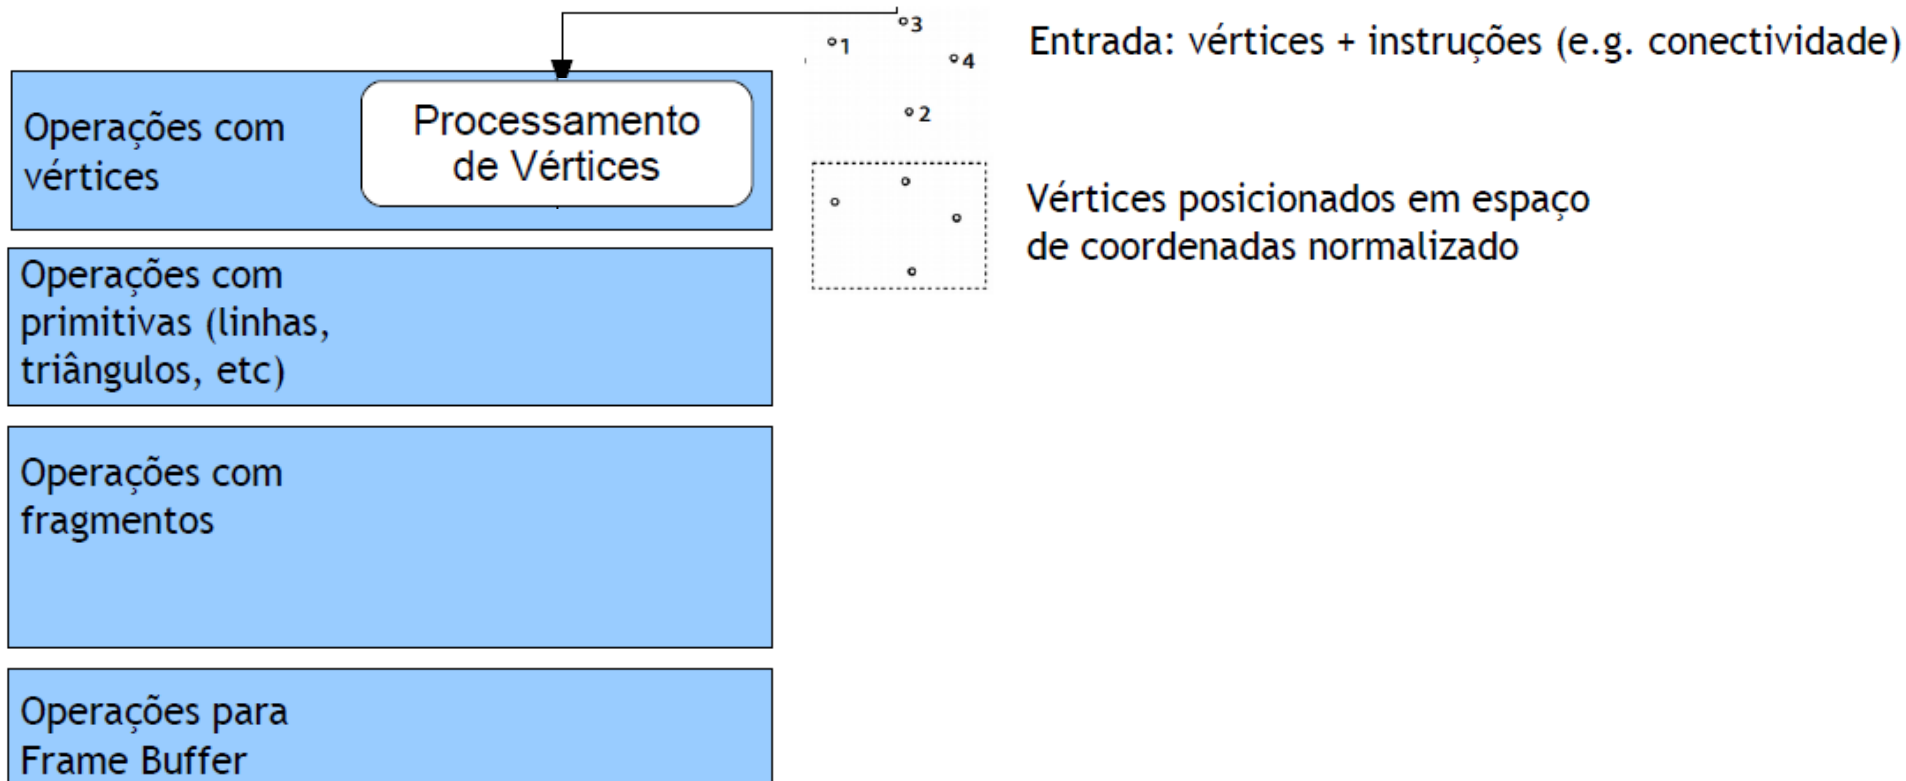 3
1
4
2
Entrada: vértices + instruções (e.g. conectividade)
Operações com
vértices
Processamento
de Vértices
Vértices posicionados em espaço
de coordenadas normalizado
Operações com
primitivas (linhas,
triângulos, etc)
Operações com
fragmentos
Operações para
Frame Buffer